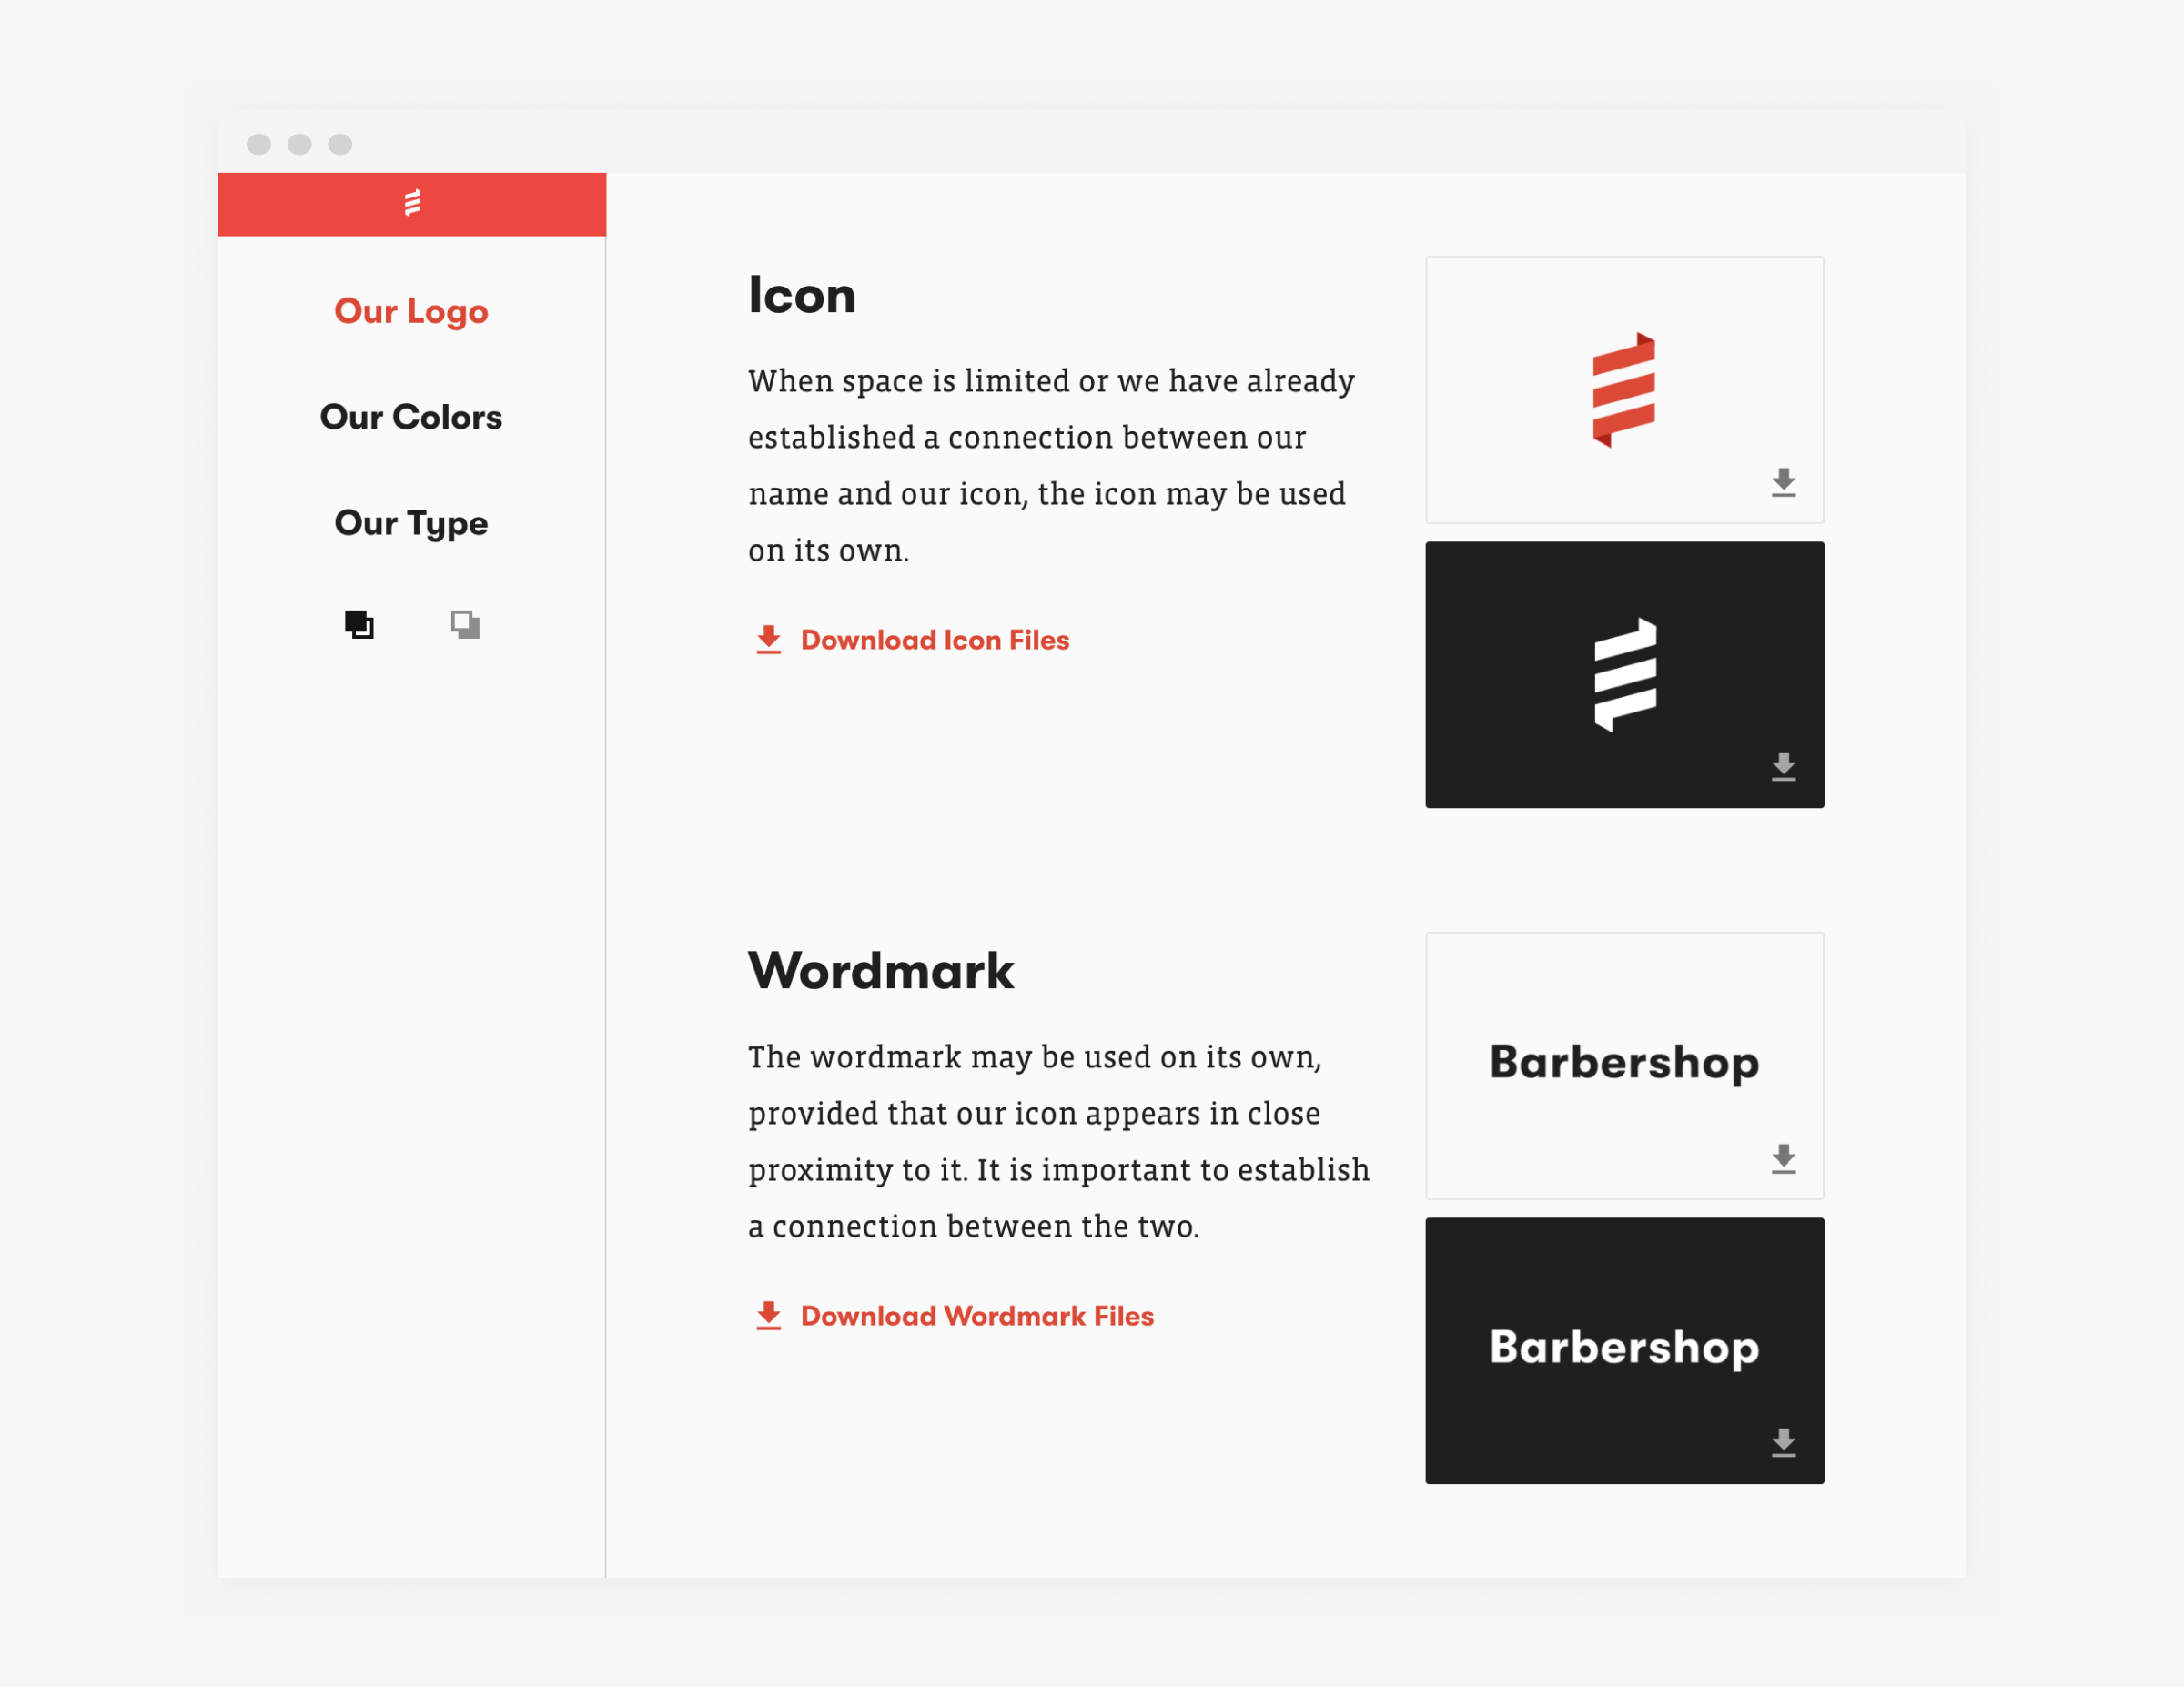 Our Logo
Our Colors
Our Type
Icon
When space is limited or we have already
established a connection between our
name and our icon, the icon may be used
on its own.
Download Icon Files
Wordmark
The wordmark may be used on its own,
provided that our icon appears in close
proximity to it. It is important to establish
a connection between the two.
Download Wordmark Files
Barbershop
Barbershop